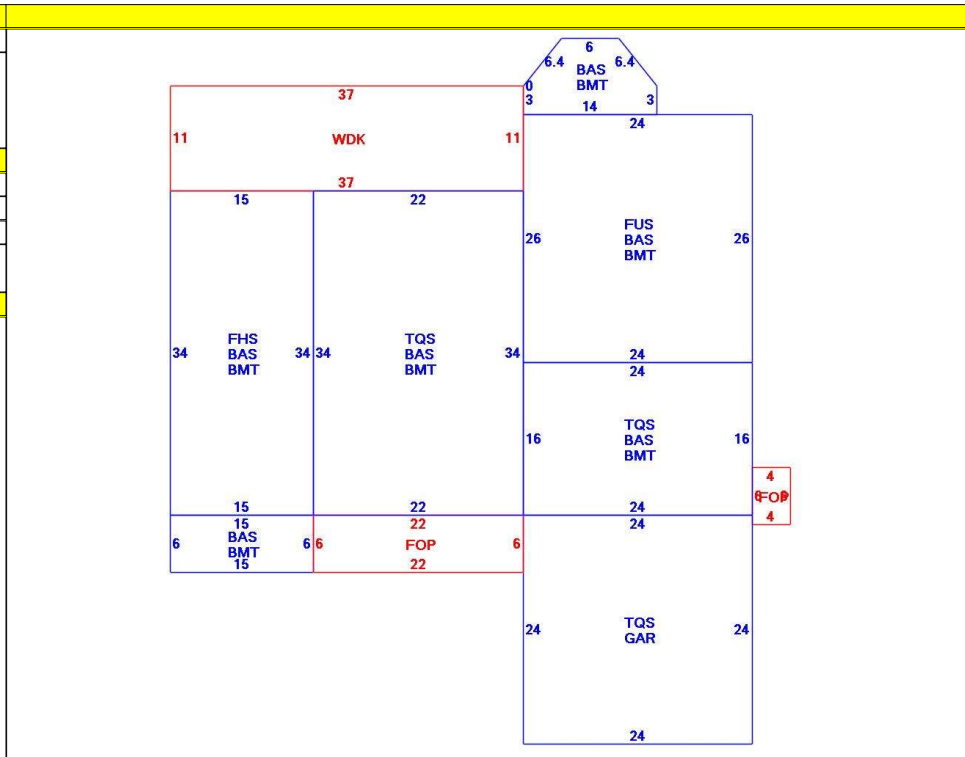 6
6.4 6.4
BAS
BMT
0
3 3
14
37
11 WDK 11
37
24
26 FUS 26
BAS
BMT
24
15 22
34 FHS 34
BAS
BMT
15
34 TQS 34
BAS
BMT
22
24
16 TQS 16
BAS
BMT
24
4
6 FOP 6
4
15
6 BAS 6
BMT
15
22
6 FOP 6
22
24
24 TQS 24
GAR
24